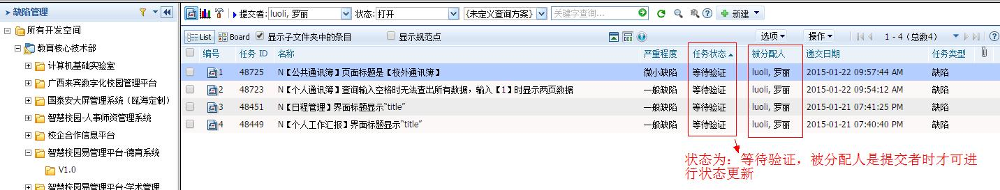 缺陷管理
所有开发空间
教育核心技术部
计算机基础实验室
广西来宾数字化校园管理平台
国泰安大屏管理系统（瓯海定制）
智慧校园-人事师资管理系统
校企合作信息平台
智慧校园易管理平台-德育系统
V1.0
智慧校园易管理平台-学术管理
提交者: luoli, 罗丽 状态: 打开 {未定义查询方案} 关键字查询... 新建
List Board 显示子文件夹中的条目 显示规范点 选项 操作 1 - 4（总数4）
编号 任务 ID 名称 严重程度 任务状态 被分配人 递交日期 任务类型
1 48725 N【公共通讯簿】页面标题是【校外通讯簿】 微小缺陷 等待验证 luoli, 罗丽 2015-01-22 09:57:44 AM 缺陷
2 48723 N【个人通讯簿】查询输入空格时无法查出所有数据，输入【1】时显示两页数据 一般缺陷 等待验证 luoli, 罗丽 2015-01-22 09:54:12 AM 缺陷
3 48451 N【日程管理】界面标题显示“title” 一般缺陷 等待验证 luoli, 罗丽 2015-01-21 07:41:25 PM 缺陷
4 48449 N【个人工作汇报】界面标题显示“title” 一般缺陷 等待验证 luoli, 罗丽 2015-01-21 07:40:40 PM 缺陷
状态为：等待验证，被分配人是提交者时才可进
行状态更新